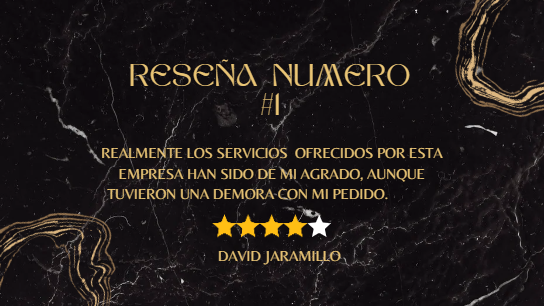 RESEÑA NUMERO
#1
REALMENTE LOS SERVICIOS OFRECIDOS POR ESTA
EMPRESA HAN SIDO DE MI AGRADO, AUNQUE
TUVIERON UNA DEMORA CON MI PEDIDO.
DAVID JARAMILLO